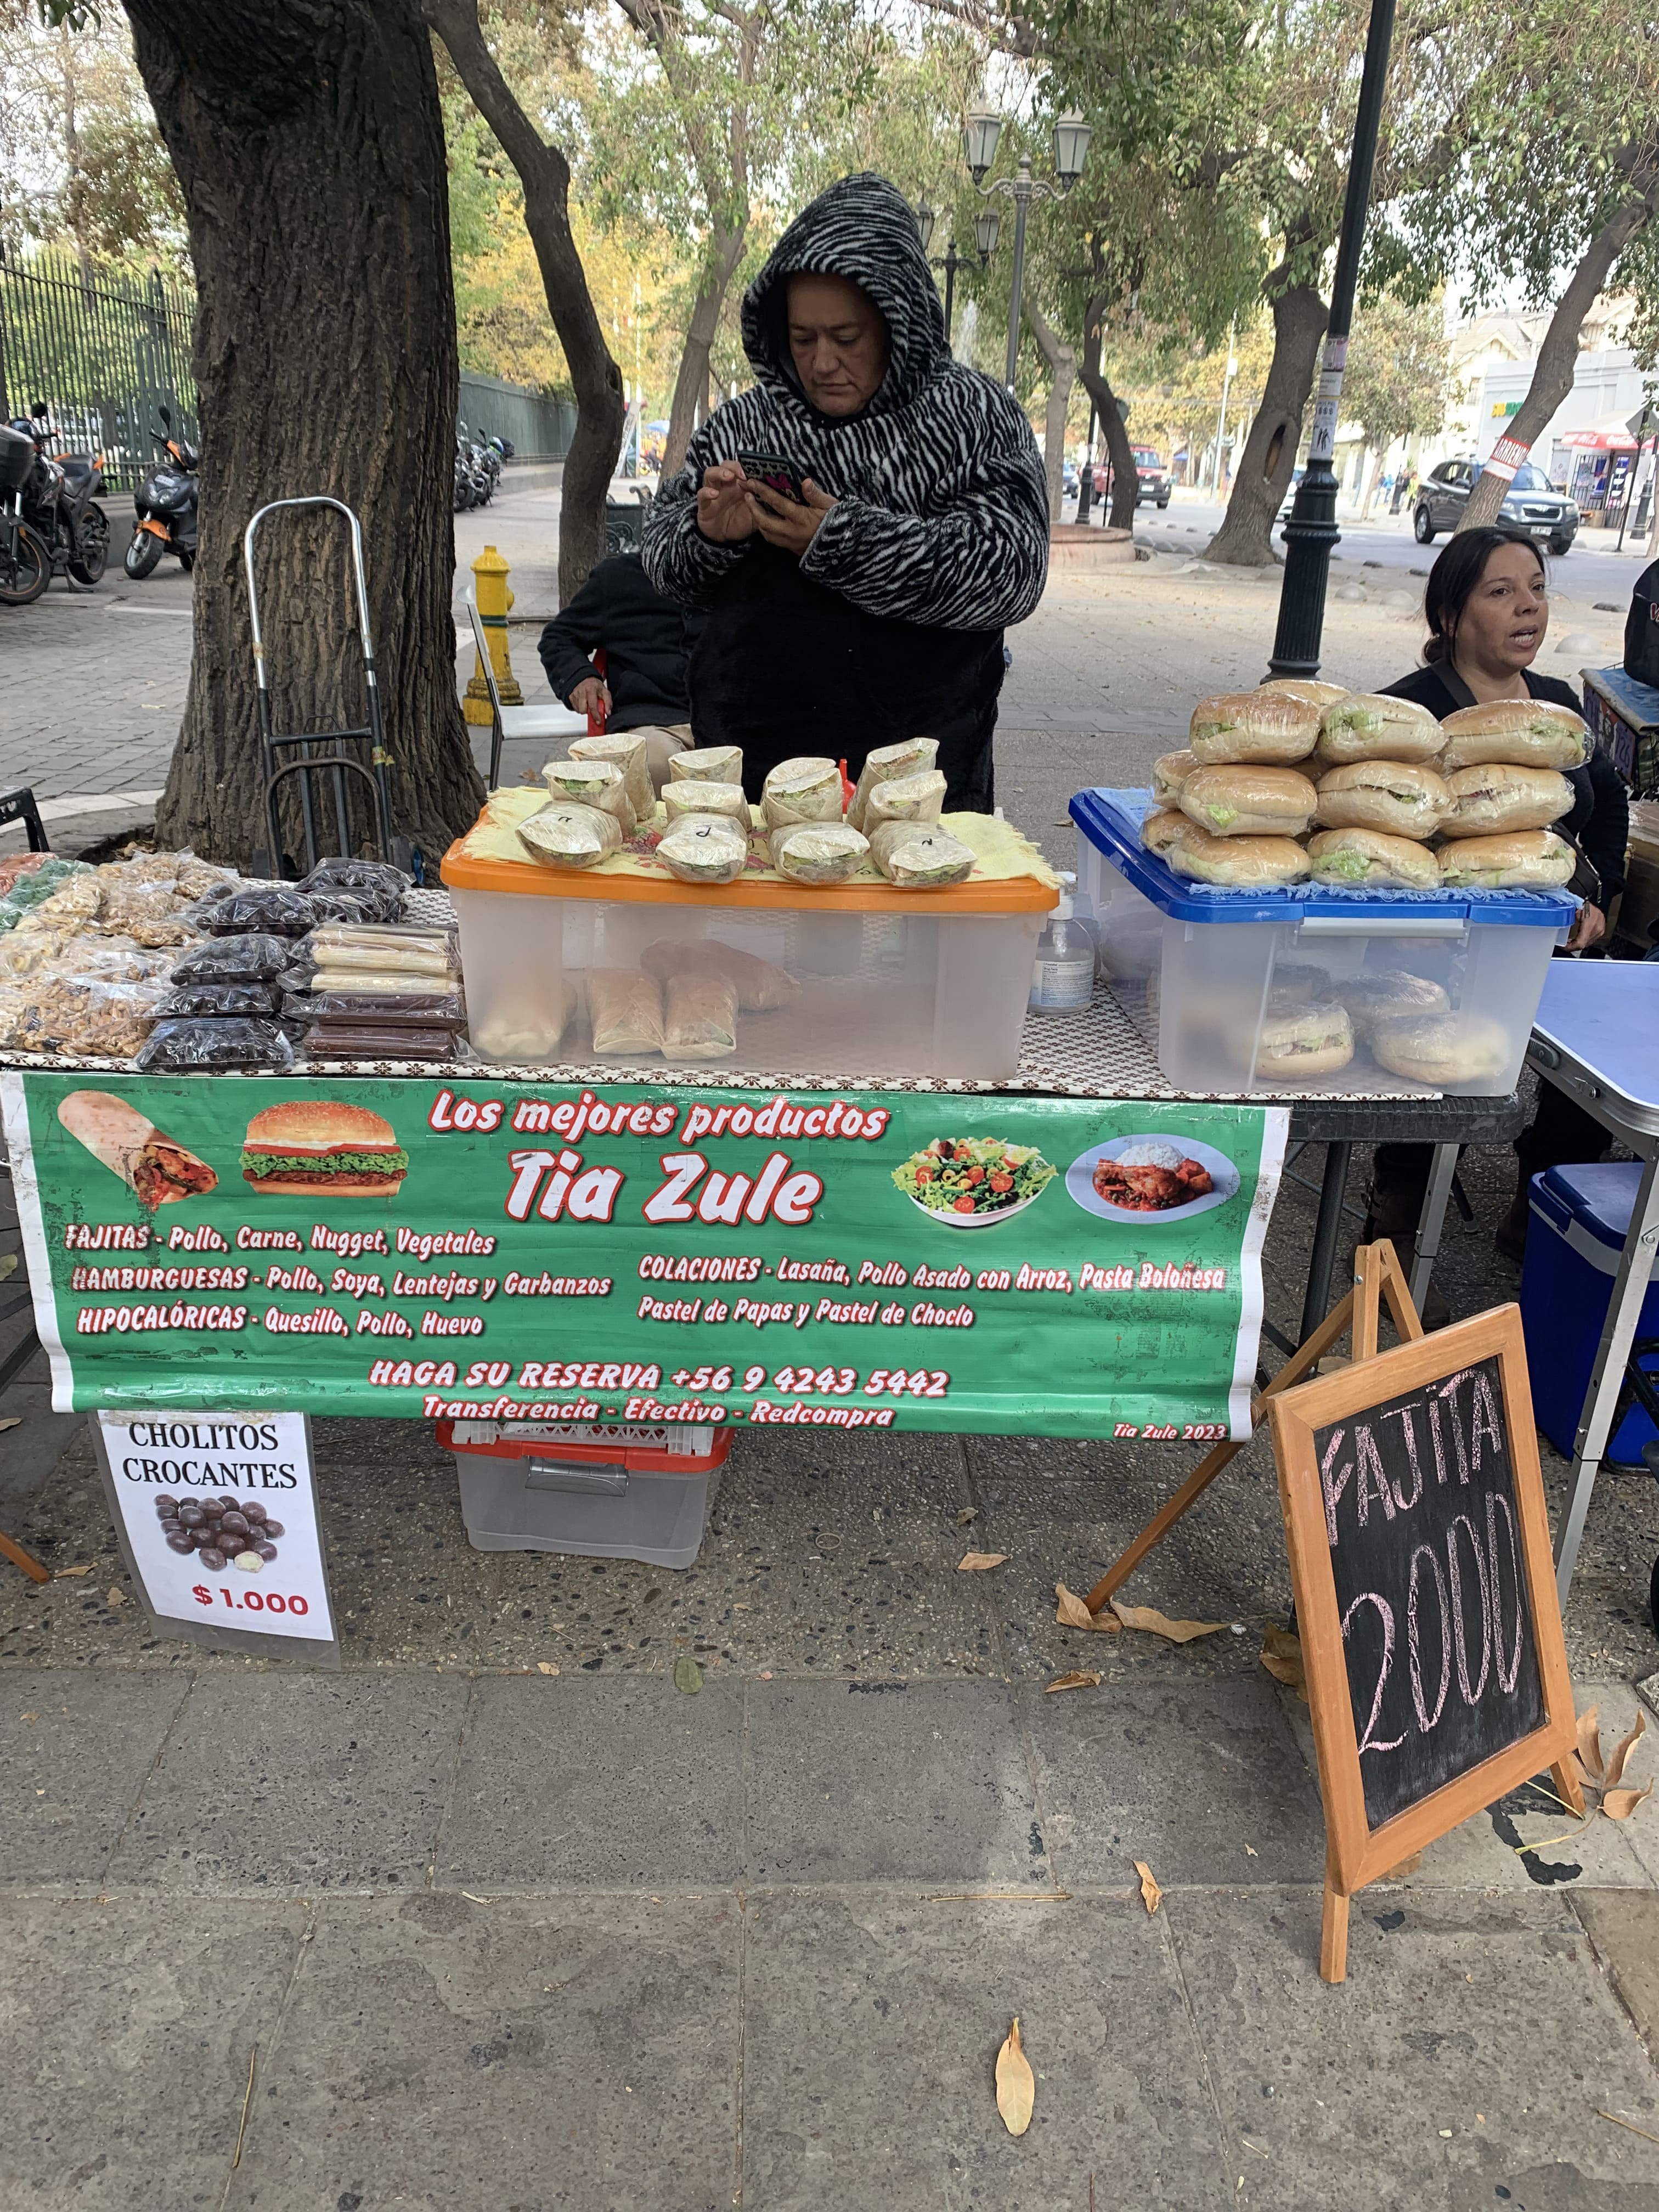 ARRIENDO
Los mejores productos
Tia Zule
FAJITAS - Pollo, Carne, Nugget, Vegetales
HAMBURGUESAS - Pollo, Soya, Lentejas y Garbanzos
HIPOCALÓRICAS - Quesillo, Pollo, Huevo
COLACIONES - Lasaña, Pollo Asado con Arroz, Pasta Boloñesa
Pastel de Papas y Pastel de Choclo
HAGA SU RESERVA +56 9 4243 5442
Transferencia - Efectivo - Redcompra
Tia Zule 2023
CHOLITOS
CROCANTES
$1.000
FAJITA
2000